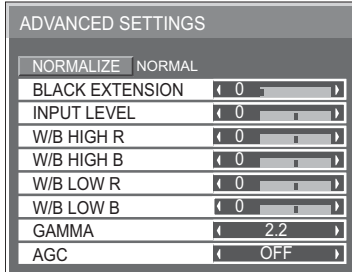 ADVANCED SETTINGS
NORMALIZE NORMAL
BLACK EXTENSION 0
INPUT LEVEL 0
W/B HIGH R 0
W/B HIGH B 0
W/B LOW R 0
W/B LOW B 0
GAMMA 2.2
AGC OFF